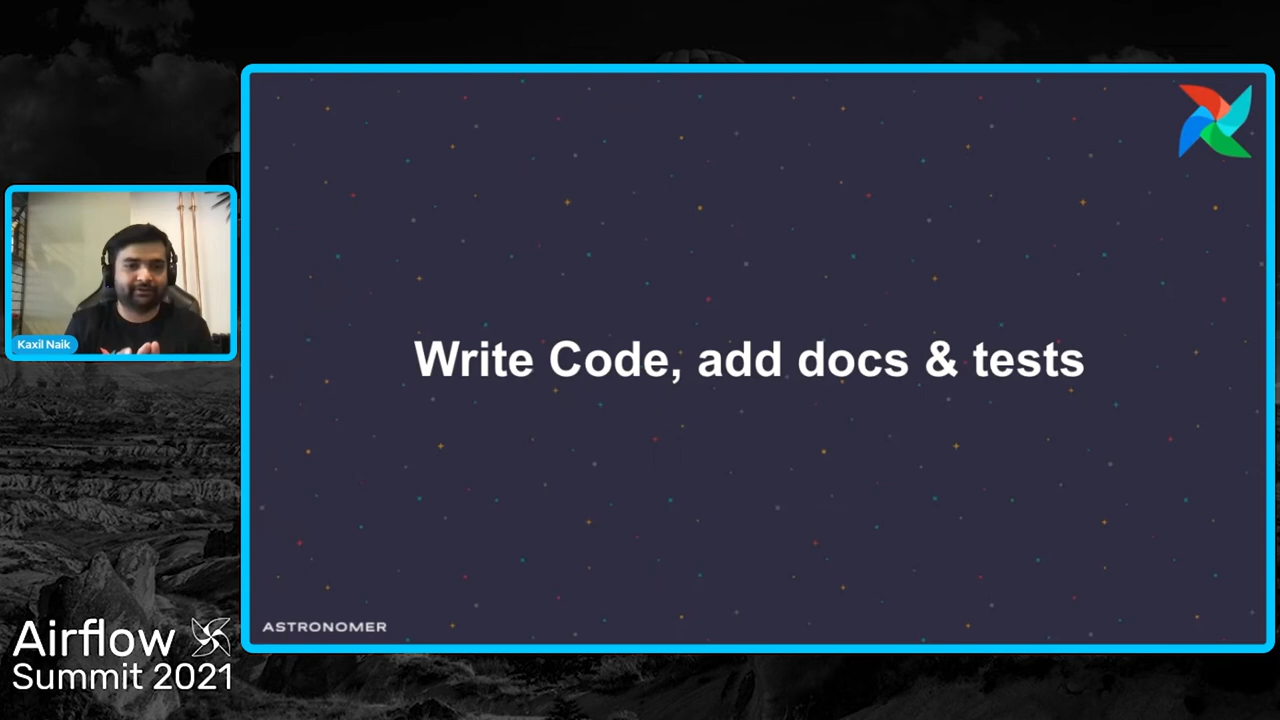 Write Code, add docs & tests
Kaxil Naik
ASTRONOMER
Airflow
Summit 2021